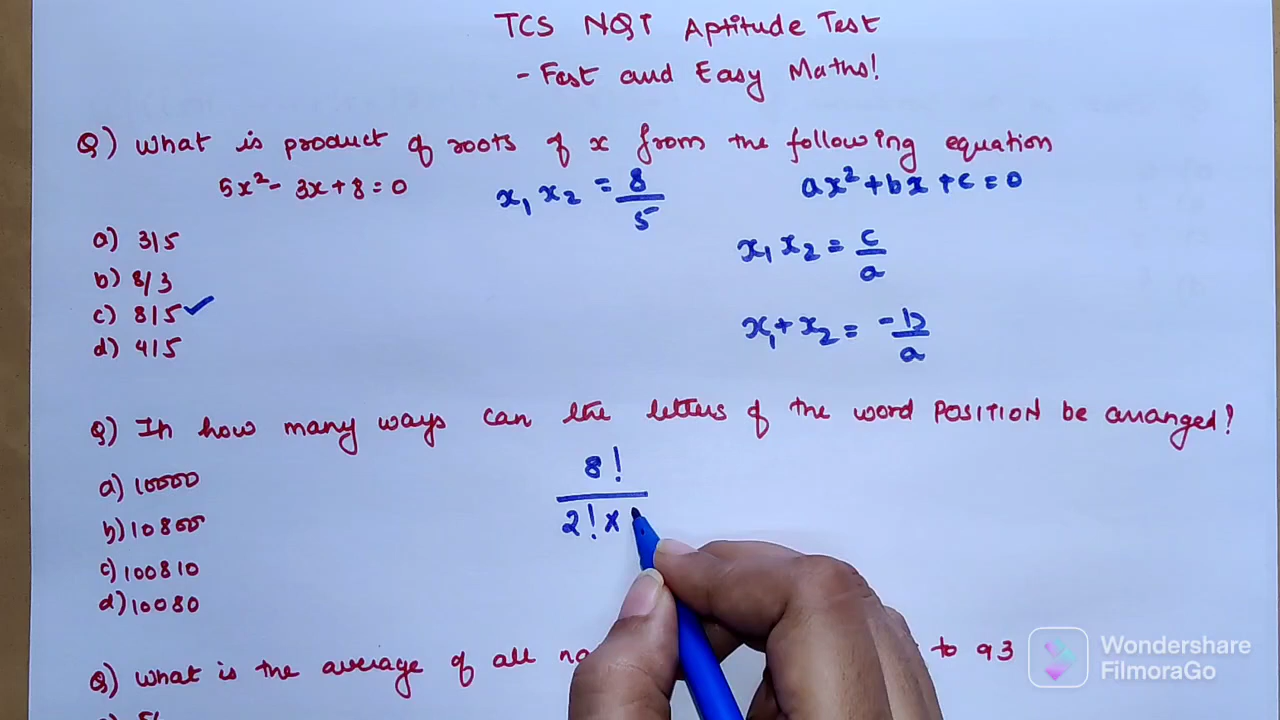 TCS NQT Aptitude Test
- Fast and Easy Maths!
Q) What is product of roots of x from the following equation
5x² - 3x + 8 = 0
x₁ x₂ = 8/5
ax² + bx + c = 0
a) 3/5
b) 8/3
c) 8/5 ✓
d) 4/5
x₁ x₂ = c/a
x₁ + x₂ = -b/a
Q) In how many ways can the letters of the word POSITION be arranged?
8!
2! x
a) 10000
b) 10800
c) 100810
d) 10080
Q) What is the average of all to 93
Wondershare
FilmoraGo